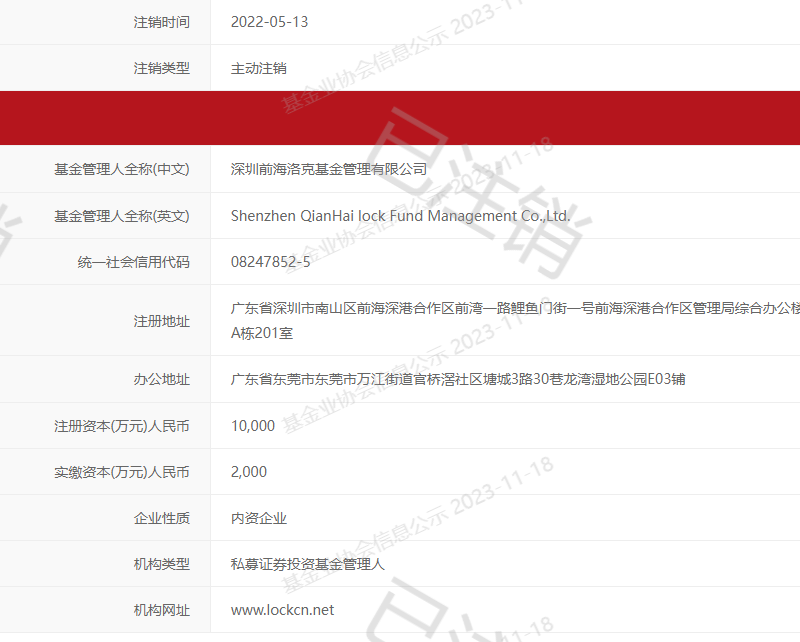 注销时间 2022-05-13
注销类型 主动注销
基金管理人全称(中文) 深圳前海洛克基金管理有限公司
基金管理人全称(英文) Shenzhen QianHai lock Fund Management Co.,Ltd.
统一社会信用代码 08247852-5
注册地址 广东省深圳市南山区前海深港合作区前湾一路鲤鱼门街一号前海深港合作区管理局综合办公楼
A栋201室
办公地址 广东省东莞市东莞市万江街道官桥滘社区塘城3路30巷龙湾湿地公园E03铺
注册资本(万元)人民币 10,000
实缴资本(万元)人民币 2,000
企业性质 内资企业
机构类型 私募证券投资基金管理人
机构网址 www.lockcn.net
基金业协会信息公示 2023-11-18
基金业协会信息公示 2023-11-18
基金业协会信息公示 2023-11-18
基金业协会信息公示 2023-11-18
已注销
已注销